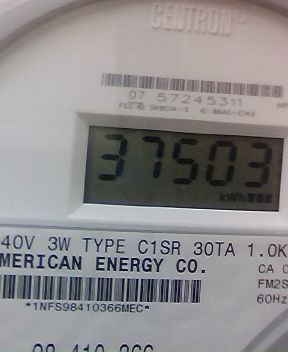 CENTRON®
07 57245311
37503
kWh
40V 3W TYPE C1SR 30TA 1.0K
MERICAN ENERGY CO.
CA 0
FM2S
*1NFS98410366MEC*
60Hz